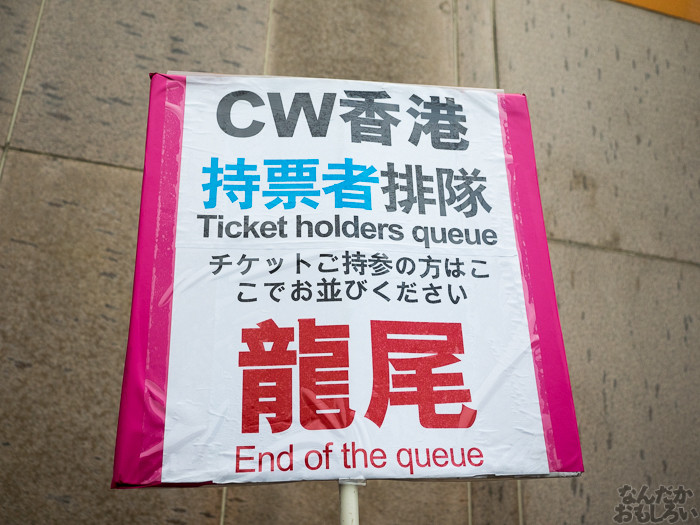 CW香港
持票者排隊
Ticket holders queue
チケットご持参の方はこ
こでお並びください
龍尾
End of the queue
なんだか
おもしろい